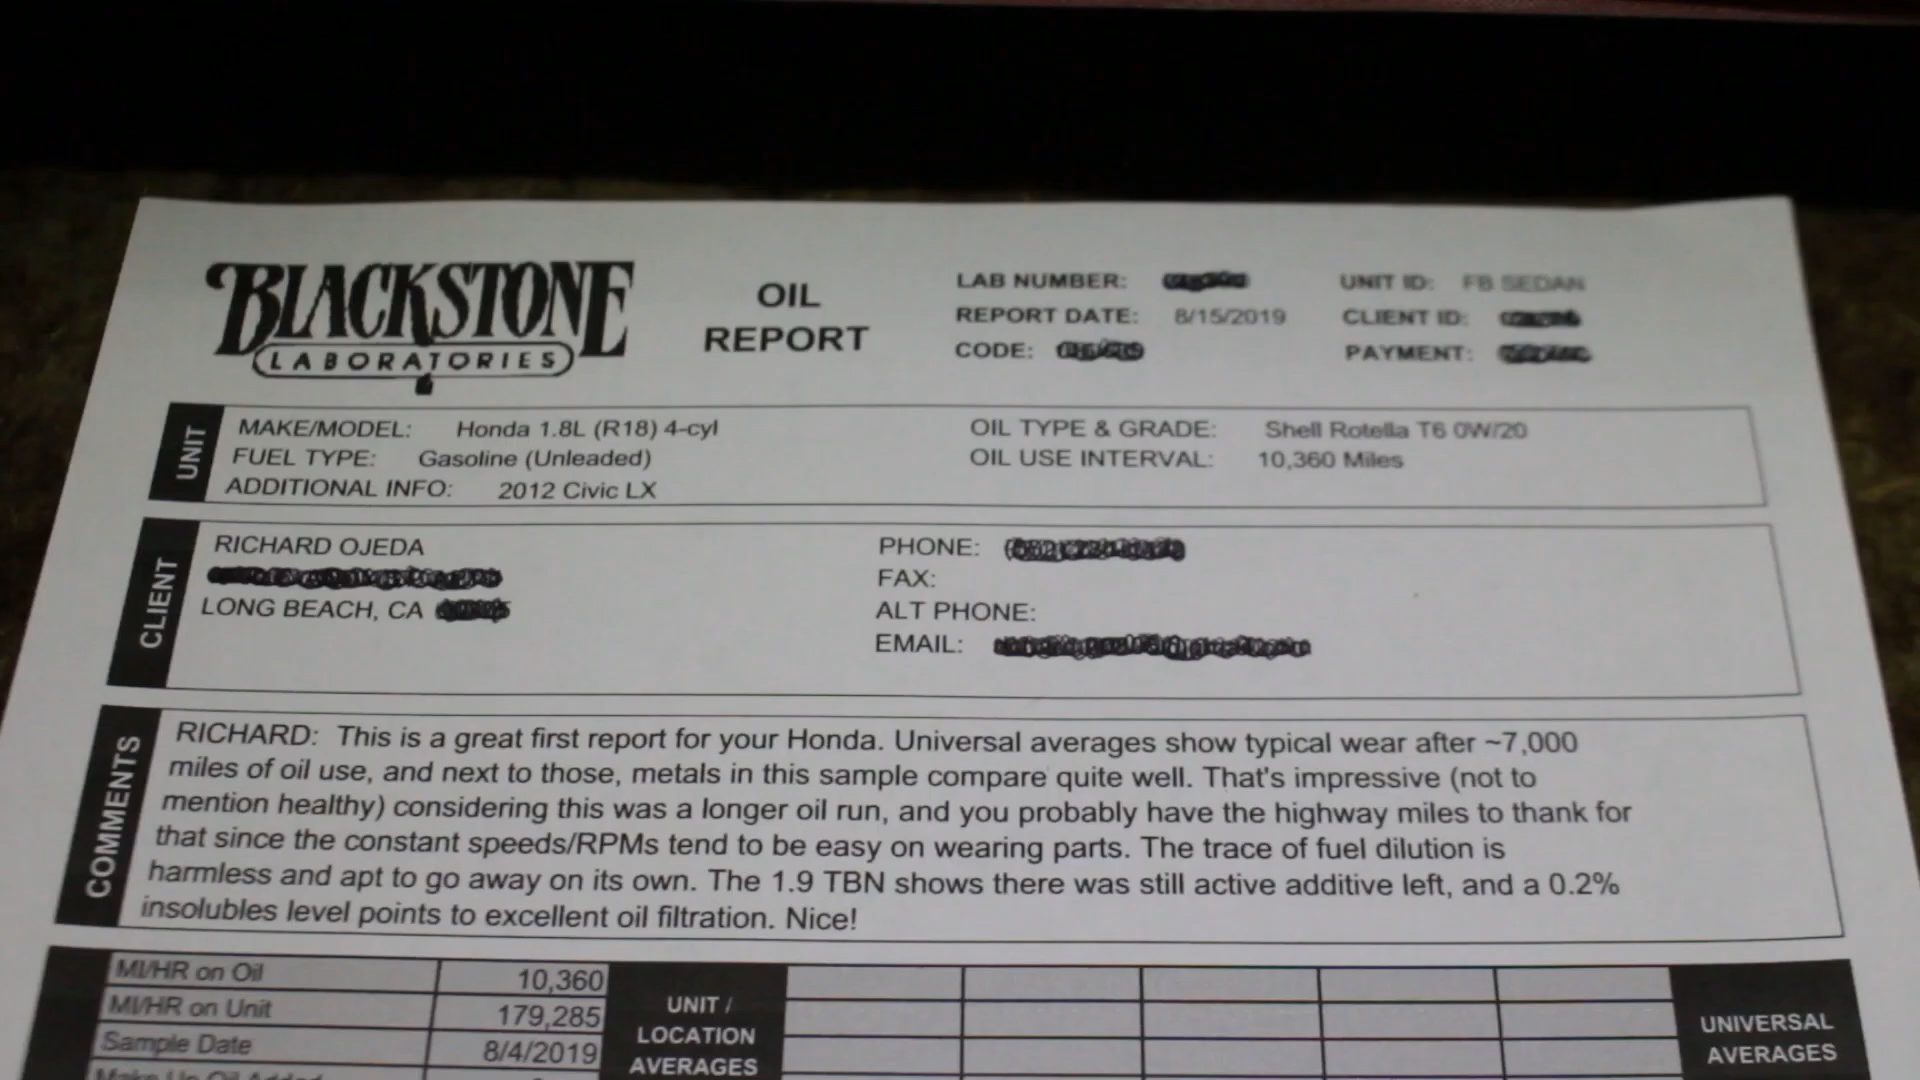 BLACKSTONE
LABORATORIES
OIL
REPORT
LAB NUMBER:
REPORT DATE: 8/15/2019
CODE:
UNIT ID: FB SEDAN
CLIENT ID:
PAYMENT:
UNIT
MAKE/MODEL: Honda 1.8L (R18) 4-cyl
FUEL TYPE: Gasoline (Unleaded)
ADDITIONAL INFO: 2012 Civic LX
OIL TYPE & GRADE: Shell Rotella T6 0W/20
OIL USE INTERVAL: 10,360 Miles
CLIENT
RICHARD OJEDA
LONG BEACH, CA
PHONE:
FAX:
ALT PHONE:
EMAIL:
COMMENTS
RICHARD: This is a great first report for your Honda. Universal averages show typical wear after ~7,000
miles of oil use, and next to those, metals in this sample compare quite well. That's impressive (not to
mention healthy) considering this was a longer oil run, and you probably have the highway miles to thank for
that since the constant speeds/RPMs tend to be easy on wearing parts. The trace of fuel dilution is
harmless and apt to go away on its own. The 1.9 TBN shows there was still active additive left, and a 0.2%
insolubles level points to excellent oil filtration. Nice!
MI/HR on Oil 10,360
MI/HR on Unit 179,285
Sample Date 8/4/2019
Make Up Oil Added
UNIT /
LOCATION
AVERAGES
UNIVERSAL
AVERAGES